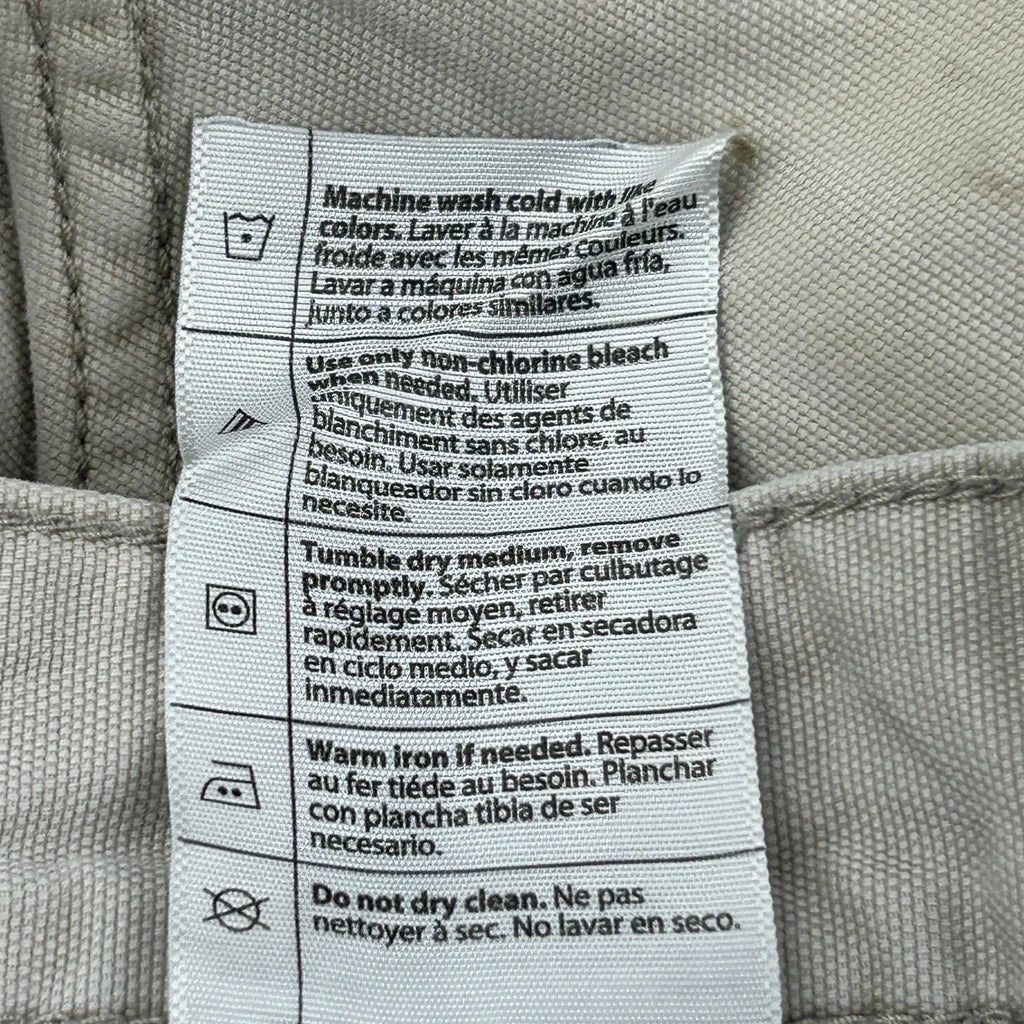 Machine wash cold with like
colors. Laver à la machine à l'eau
froide avec les mêmes couleurs.
Lavar a máquina con agua fría,
junto a colores similares.
Use only non-chlorine bleach
when needed. Utiliser
uniquement des agents de
blanchiment sans chlore, au
besoin. Usar solamente
blanqueador sin cloro cuando lo
necesite.
Tumble dry medium, remove
promptly. Sécher par culbutage
à réglage moyen, retirer
rapidement. Secar en secadora
en ciclo medio, y sacar
inmediatamente.
Warm iron if needed. Repasser
au fer tiéde au besoin. Planchar
con plancha tibia de ser
necesario.
Do not dry clean. Ne pas
nettoyer à sec. No lavar en seco.